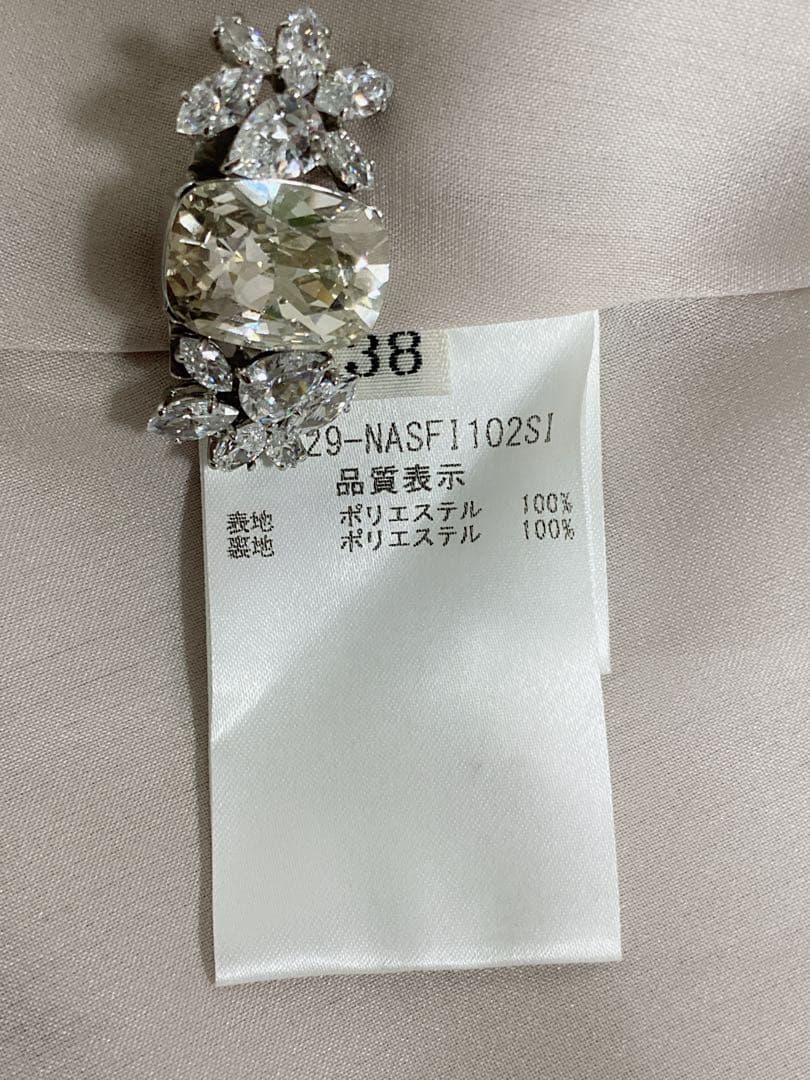 38
29-NASFI102SI
品質表示
表地 ポリエステル 100%
裏地 ポリエステル 100%